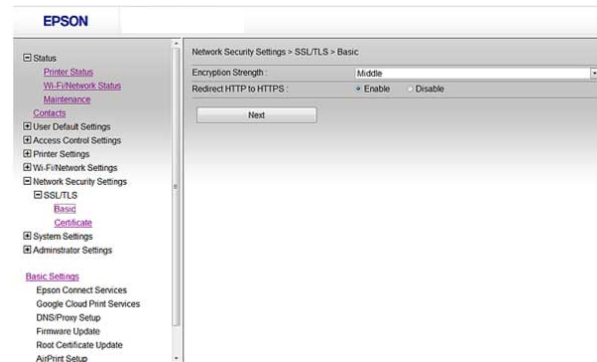 EPSON
Status
Printer Status
Wi-Fi/Network Status
Maintenance
Contacts
User Default Settings
Access Control Settings
Printer Settings
Wi-Fi/Network Settings
Network Security Settings
SSL/TLS
Basic
Certificate
System Settings
Adminstrator Settings
Basic Settings
Epson Connect Services
Google Cloud Print Services
DNS/Proxy Setup
Firmware Update
Root Certificate Update
AirPrint Setup
Network Security Settings > SSL/TLS > Basic
Encryption Strength : Middle
Redirect HTTP to HTTPS : Enable Disable
Next